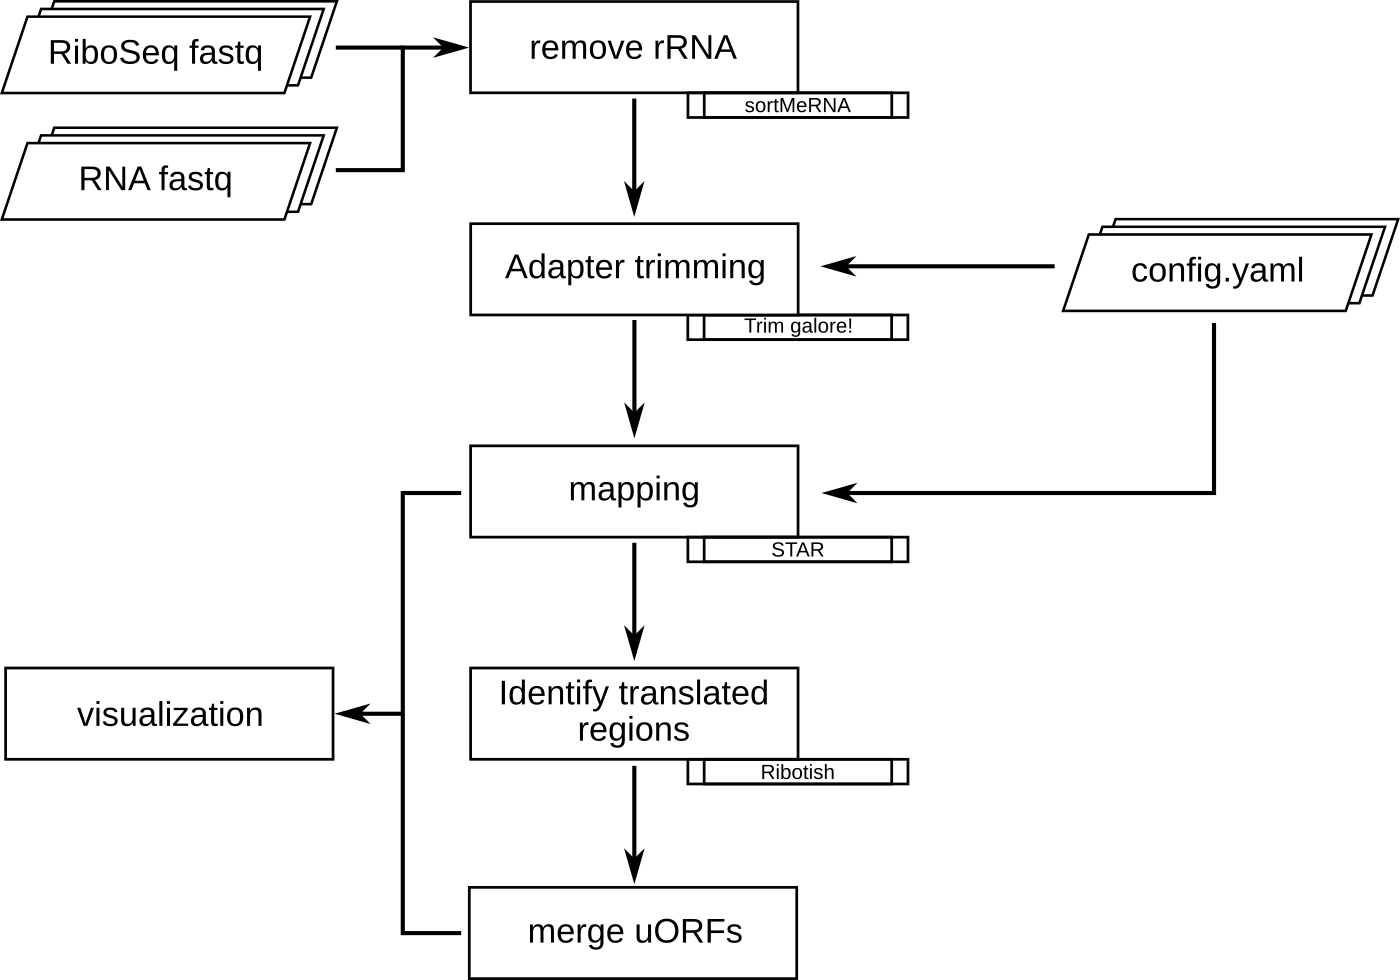 RiboSeq fastq
remove rRNA
sortMeRNA
RNA fastq
Adapter trimming
Trim galore!
config.yaml
mapping
STAR
visualization
Identify translated
regions
Ribotish
merge uORFs